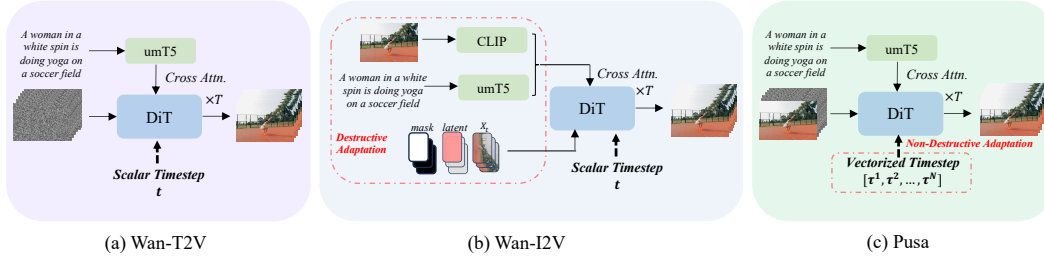 A woman in a
white spin is
doing yoga on
a soccer field
umT5
Cross Attn.
×T
DiT
Scalar Timestep
t
(a) Wan-T2V
CLIP
A woman in a white
spin is doing yoga
on a soccer field
umT5
Cross Attn.
×T
DiT
Destructive
Adaptation
mask
latent
X_t
Scalar Timestep
t
(b) Wan-I2V
A woman in a
white spin is
doing yoga on
a soccer field
umT5
Cross Attn.
×T
DiT
Non-Destructive Adaptation
Vectorized Timestep
[τ¹, τ², ..., τᴺ]
(c) Pusa